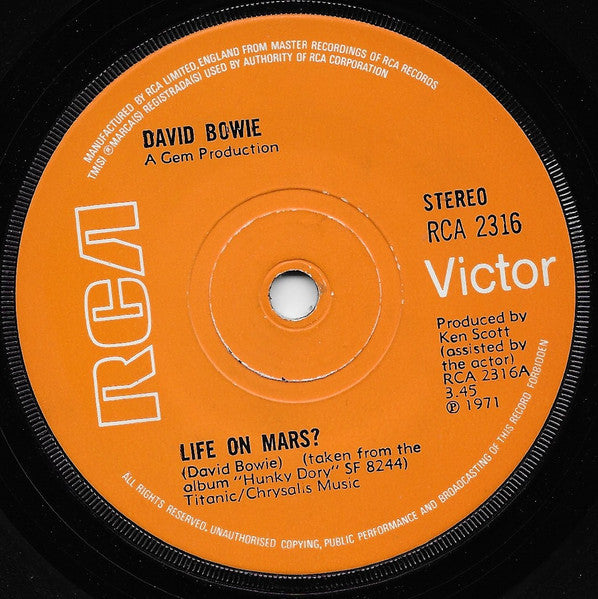 MANUFACTURED BY RCA LIMITED, ENGLAND FROM MASTER RECORDINGS OF RCA RECORDS
TM(S) ® MARCA(S) REGISTRADA(S) USED BY AUTHORITY OF RCA CORPORATION
DAVID BOWIE
A Gem Production
RCA
STEREO
RCA 2316
Victor
Produced by
Ken Scott
(assisted by
the actor)
RCA 2316A
3.45
℗ 1971
LIFE ON MARS?
(David Bowie) (taken from the
album "Hunky Dory" SF 8244)
Titanic/Chrysalis Music
ALL RIGHTS RESERVED. UNAUTHORISED COPYING, PUBLIC PERFORMANCE AND BROADCASTING OF THIS RECORD FORBIDDEN